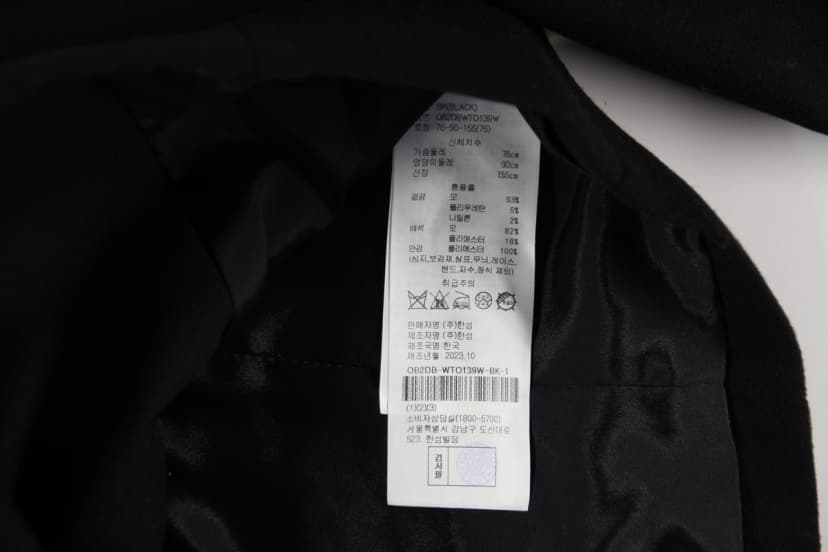 BK(BLACK)
OB2DBWTO139W
호칭 76-90-155(76)
신체치수
가슴둘레 76cm
엉덩이둘레 90cm
신장 155cm
혼용률
겉감 모 93%
폴리우레탄 5%
나일론 2%
배색 모 82%
폴리에스터 18%
안감 폴리에스터 100%
(심지,보강재,상표,무늬,레이스,
밴드,자수,장식 제외)
취급주의
판매자명:(주)한섬
제조자명:(주)한섬
제조국명:한국
제조년월:2023.10
OB2DB-WTO139W-BK-1
(1)(2)(3)
소비자상담실(1800-5700)
서울특별시 강남구 도산대로
523, 한섬빌딩
검사필